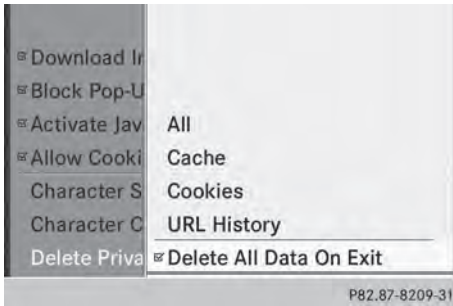 Download Ir
Block Pop-U
Activate Jav
Allow Cooki
Character S
Character C
Delete Priva
All
Cache
Cookies
URL History
Delete All Data On Exit
P82.87-8209-31